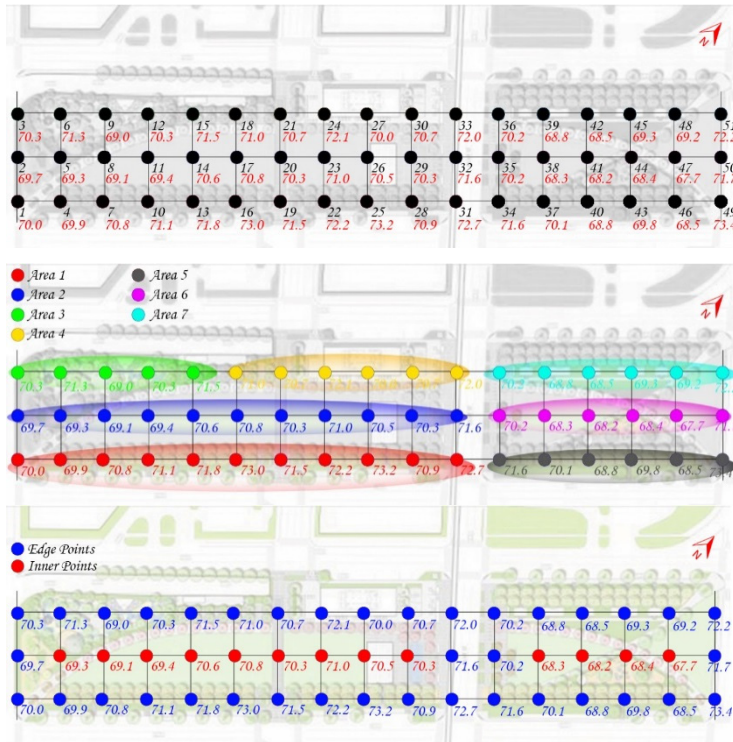 N
3 6 9 12 15 18 21 24 27 30 33 36 39 42 45 48 51
70.3 71.3 69.0 70.3 71.5 71.0 70.7 72.1 70.0 70.7 72.0 70.2 68.8 68.5 69.3 69.2 72.2
2 5 8 11 14 17 20 23 26 29 32 35 38 41 44 47 50
69.7 69.3 69.1 69.4 70.6 70.8 70.3 71.0 70.5 70.3 71.6 70.2 68.3 68.2 68.4 67.7 71.7
1 4 7 10 13 16 19 22 25 28 31 34 37 40 43 46 49
70.0 69.9 70.8 71.1 71.8 73.0 71.5 72.2 73.2 70.9 72.7 71.6 70.1 68.8 69.8 68.5 73.4
Area 1 Area 5
Area 2 Area 6
Area 3 Area 7
Area 4
N
70.3 71.3 69.0 70.3 71.5 72.0 70.2 68.8 68.5 69.3 69.2
69.7 69.3 69.1 69.4 70.6 70.8 70.3 71.0 70.5 70.3 71.6 70.2 68.3 68.2 68.4 67.7
70.0 69.9 70.8 71.1 71.8 73.0 71.5 72.2 73.2 70.9 72.7 71.6 70.1 68.8 69.8 68.5
Edge Points
Inner Points
N
70.3 71.3 69.0 70.3 71.5 71.0 70.7 72.1 70.0 70.7 72.0 70.2 68.8 68.5 69.3 69.2 72.2
69.7 69.3 69.1 69.4 70.6 70.8 70.3 71.0 70.5 70.3 71.6 70.2 68.3 68.2 68.4 67.7 71.7
70.0 69.9 70.8 71.1 71.8 73.0 71.5 72.2 73.2 70.9 72.7 71.6 70.1 68.8 69.8 68.5 73.4